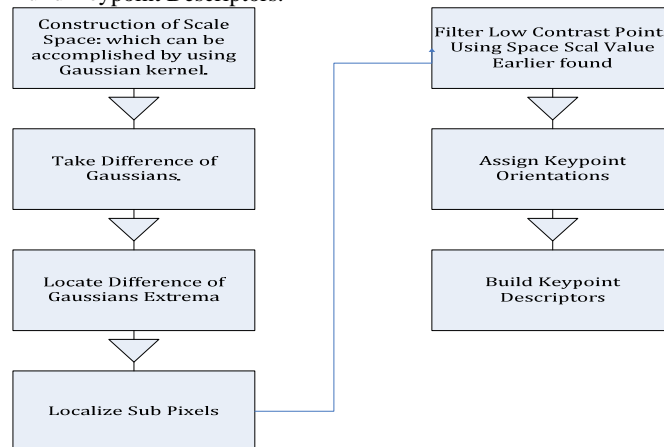 Construction of Scale
Space: which can be
accomplished by using
Gaussian kernel.
Take Difference of
Gaussians.
Locate Difference of
Gaussians Extrema
Localize Sub Pixels
Filter Low Contrast Point
Using Space Scal Value
Earlier found
Assign Keypoint
Orientations
Build Keypoint
Descriptors